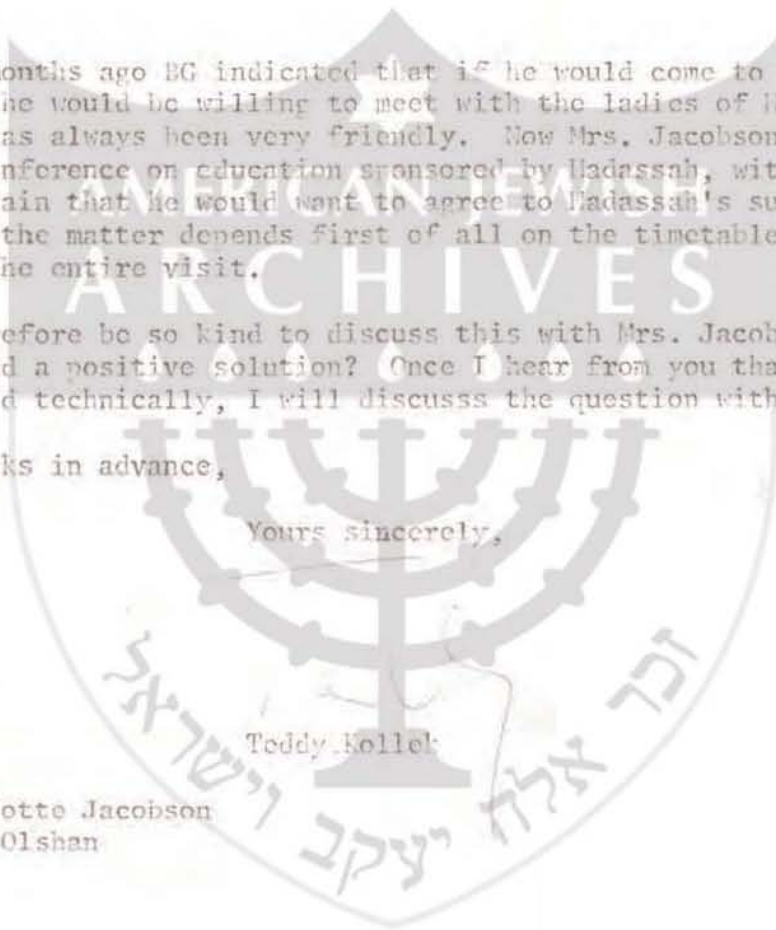 onths ago BG indicated that if he would come to
he would be willing to meet with the ladies of
as always been very friendly. Now Mrs. Jacobson
nference on education sponsored by Hadassah, wit
ain that he would want to agree to Hadassah's su
the matter depends first of all on the timetable
he entire visit.
efore be so kind to discuss this with Mrs. Jacob
d a positive solution? Once I hear from you tha
d technically, I will discusss the question with
ks in advance,
Yours sincerely,
Teddy Kollek
otte Jacobson
Olshan
AMERICAN JEWISH
ARCHIVES
זכר אלה יעקב וישראל